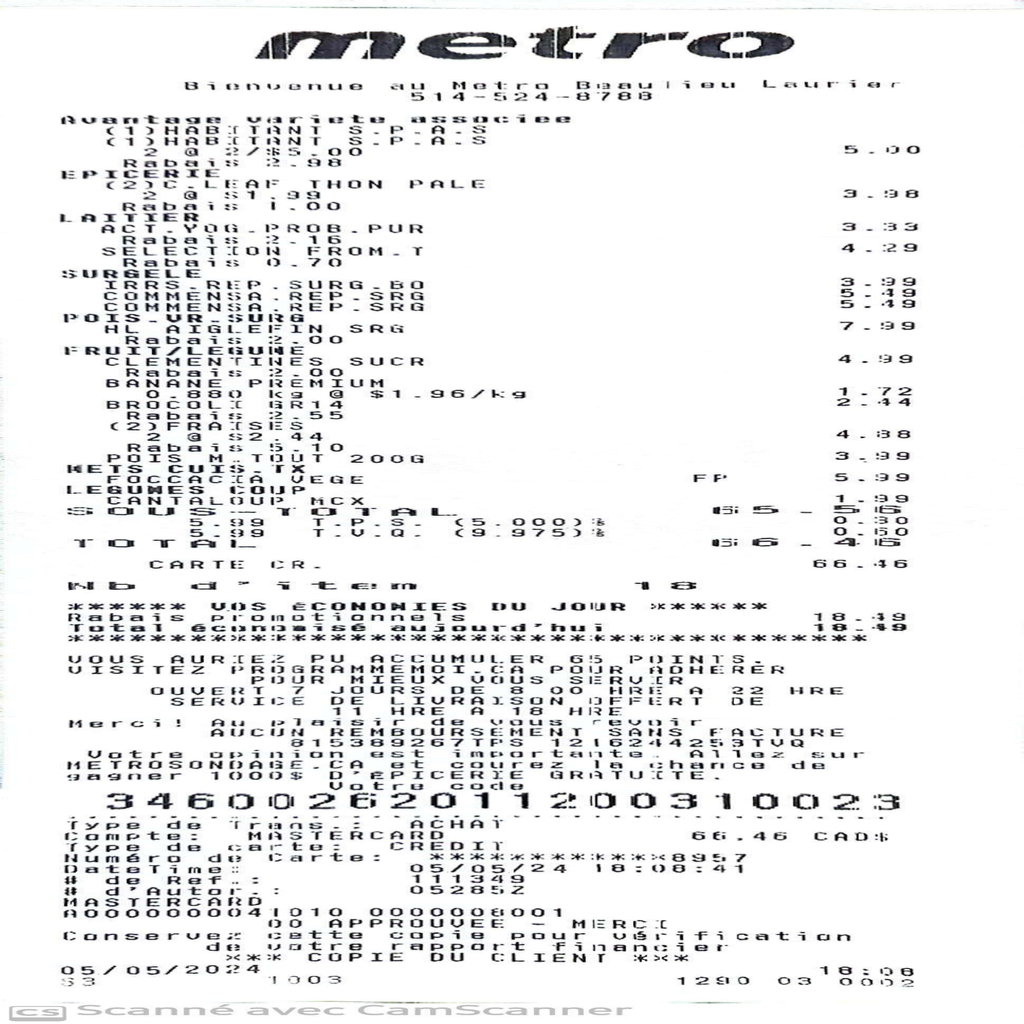 metro
Bienvenue au Metro Beaulieu Laurier
514-524-8788
Avantage variete associee
(1)HABITANT S.P.A.S
(1)HABITANT S.P.A.S
2 @ 2/$5.00 5.00
Rabais 2.98
EPICERIE
(2)C.LEAF THON PALE
2 @ $1.99 3.98
Rabais 1.00
LAITIER
ACT.YOG.PROB.PUR 3.33
Rabais 2.16
SELECTION FROM.T 4.29
Rabais 0.70
SURGELE
IRRS.REP.SURG.BO 3.99
COMMENSA.REP.SRG 5.49
COMMENSA.REP.SRG 5.49
POIS.VR.SURG
HL AIGLEFIN SRG 7.99
Rabais 2.00
FRUIT/LEGUME
CLEMENTINES SUCR 4.99
Rabais 2.00
BANANE PREMIUM
0.880 kg @ $1.96/kg 1.72
BROCOLI GR14 2.44
Rabais 2.55
(2)FRAISES
2 @ $2.44 4.88
Rabais 5.10
POIS M.TOUT 200G 3.99
METS CUIS.TX
FOCCACIA VEGE FP 5.99
LEGUMES COUP
CANTALOUP MCX 1.99
SOUS-TOTAL 65.56
5.99 T.P.S. (5.000)% 0.30
5.99 T.V.Q. (9.975)% 0.60
TOTAL 66.46
CARTE CR. 66.46
Nb d'item 18
****** VOS ÉCONOMIES DU JOUR ******
Rabais promotionnels 18.49
Total économisé aujourd'hui 18.49
****************************************
VOUS AURIEZ PU ACCUMULER 65 POINTS.
VISITEZ PROGRAMMEMOI.CA POUR ADHÉRER
POUR MIEUX VOUS SERVIR
OUVERT 7 JOURS DE 8:00 HRE A 22 HRE
SERVICE DE LIVRAISON OFFERT DE
11 HRE A 18 HRE
Merci! Au plaisir de vous revoir
AUCUN REMBOURSEMENT SANS FACTURE
815389267TPS 1216244253TVQ
Votre opinion est importante. Allez sur
METROSONDAGE.CA et courez la chance de
gagner 1000$ D'ÉPICERIE GRATUITE.
Votre code
3460026201120031 0023
Type de Trans.: ACHAT
Compte: MASTERCARD 66.46 CAD$
Type de carte: CREDIT
Numéro de Carte: ************8957
DateTime: 05/05/24 18:08:41
# de Ref.: 111349
# d'Autor.: 05285Z
MASTERCARD
A0000000041010 0000008001
00 APPROUVEE - MERCI
Conservez cette copie pour vérification
de votre rapport financier
*** COPIE DU CLIENT ***
05/05/2024 18:08
S3 1003 1290 03 0002
CS Scanné avec CamScanner